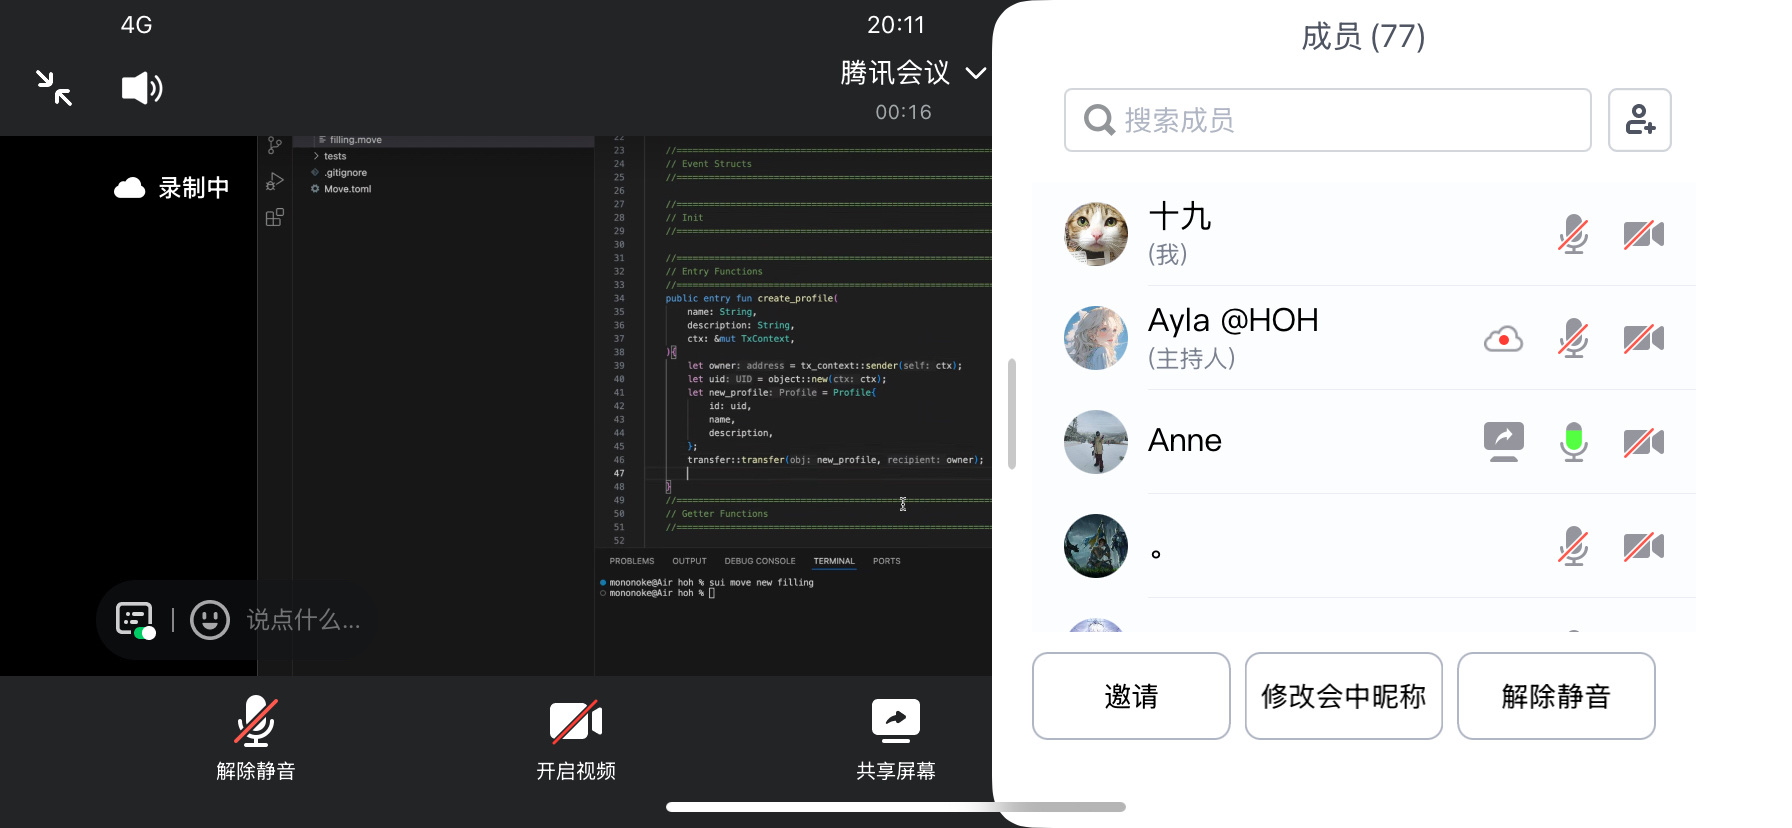 4G
20:11
腾讯会议
00:16
录制中
filling.move
tests
.gitignore
Move.toml
22
23 //==============================================================
24 // Event Structs
25 //==============================================================
26
27 //==============================================================
28 // Init
29 //==============================================================
30
31 //==============================================================
32 // Entry Functions
33 //==============================================================
34 public entry fun create_profile(
35 name: String,
36 description: String,
37 ctx: &mut TxContext,
38 ){
39 let owner: address = tx_context::sender(self: ctx);
40 let uid: UID = object::new(ctx: ctx);
41 let new_profile: Profile = Profile{
42 id: uid,
43 name,
44 description,
45 };
46 transfer::transfer(obj: new_profile, recipient: owner);
47
48 }
49 //==============================================================
50 // Getter Functions
51 //==============================================================
52
PROBLEMS OUTPUT DEBUG CONSOLE TERMINAL PORTS
mononoke@Air hoh % sui move new filling
mononoke@Air hoh %
说点什么...
解除静音
开启视频
共享屏幕
成员 (77)
搜索成员
十九
(我)
Ayla @HOH
(主持人)
Anne
。
邀请
修改会中昵称
解除静音